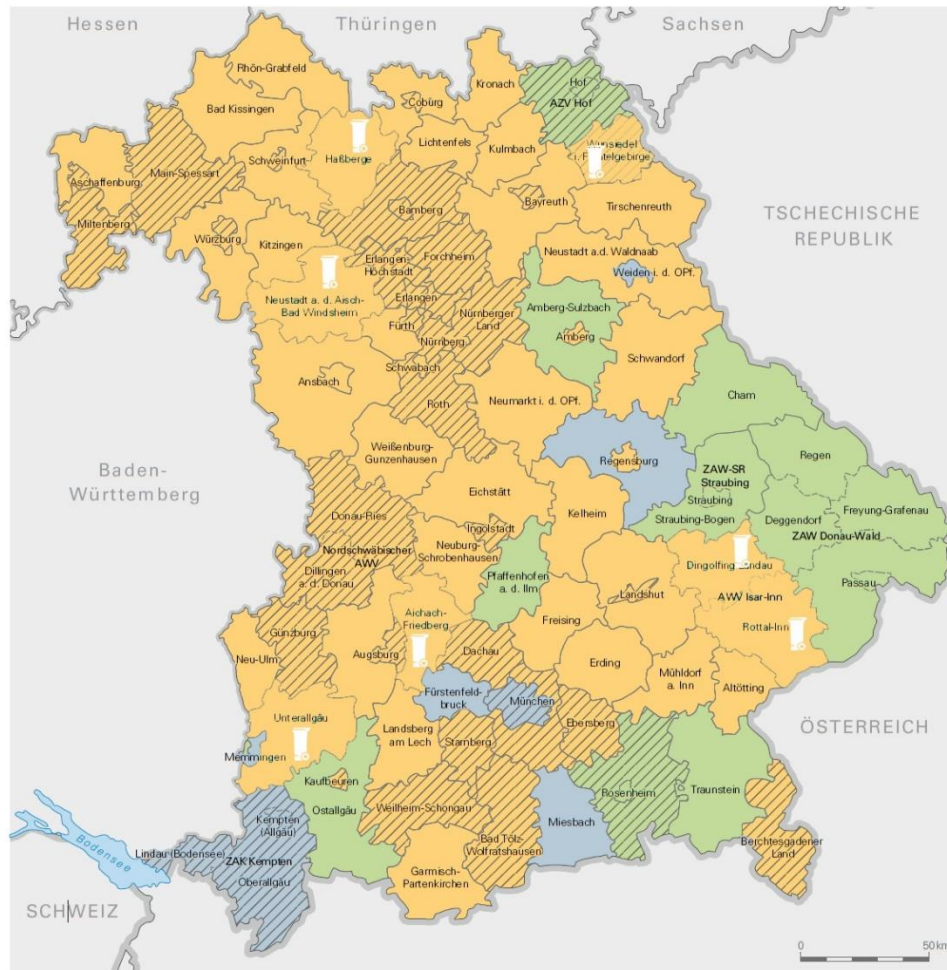 Hessen
Thüringen
Sachsen
Rhön-Grabfeld
Kronach
Hof
AZV Hof
Coburg
Bad Kissingen
Lichtenfels
Kulmbach
Wunsiedel
i. Fichtelgebirge
Haßberge
Schweinfurt
Main-Spessart
Aschaffenburg
Miltenberg
Bamberg
Bayreuth
Tirschenreuth
TSCHECHISCHE
REPUBLIK
Würzburg
Kitzingen
Erlangen-
Höchstadt
Forchheim
Neustadt a.d. Waldnaab
Weiden i. d. OPf.
Neustadt a. d. Aisch-
Bad Windsheim
Erlangen
Fürth
Nürnberg
Nürnberger
Land
Amberg-Sulzbach
Amberg
Schwandorf
Ansbach
Schwabach
Roth
Neumarkt i. d. OPf.
Cham
Weißenburg-
Gunzenhausen
Regensburg
ZAW-SR
Straubing
Straubing
Regen
Baden-
Württemberg
Eichstätt
Kelheim
Straubing-Bogen
Deggendorf
Freyung-Grafenau
ZAW Donau-Wald
Donau-Ries
Ingolstadt
Nordschwäbischer
AWV
Neuburg-
Schrobenhausen
Dillingen
a. d. Donau
Pfaffenhofen
a. d. Ilm
Dingolfing-Landau
Passau
Landshut
AWV Isar-Inn
Rottal-Inn
Aichach-
Friedberg
Günzburg
Freising
Neu-Ulm
Augsburg
Dachau
Erding
Mühldorf
a. Inn
Altötting
Fürstenfeld-
bruck
München
Ebersberg
Unterallgäu
Landsberg
am Lech
Starnberg
ÖSTERREICH
Memmingen
Kaufbeuren
Ostallgäu
Weilheim-Schongau
Rosenheim
Traunstein
Kempten
(Allgäu)
Bad Tölz-
Wolfratshausen
Miesbach
Berchtesgadener
Land
Bodensee
Lindau (Bodensee)
ZAK Kempten
Oberallgäu
Garmisch-
Partenkirchen
SCHWEIZ
0 50 km